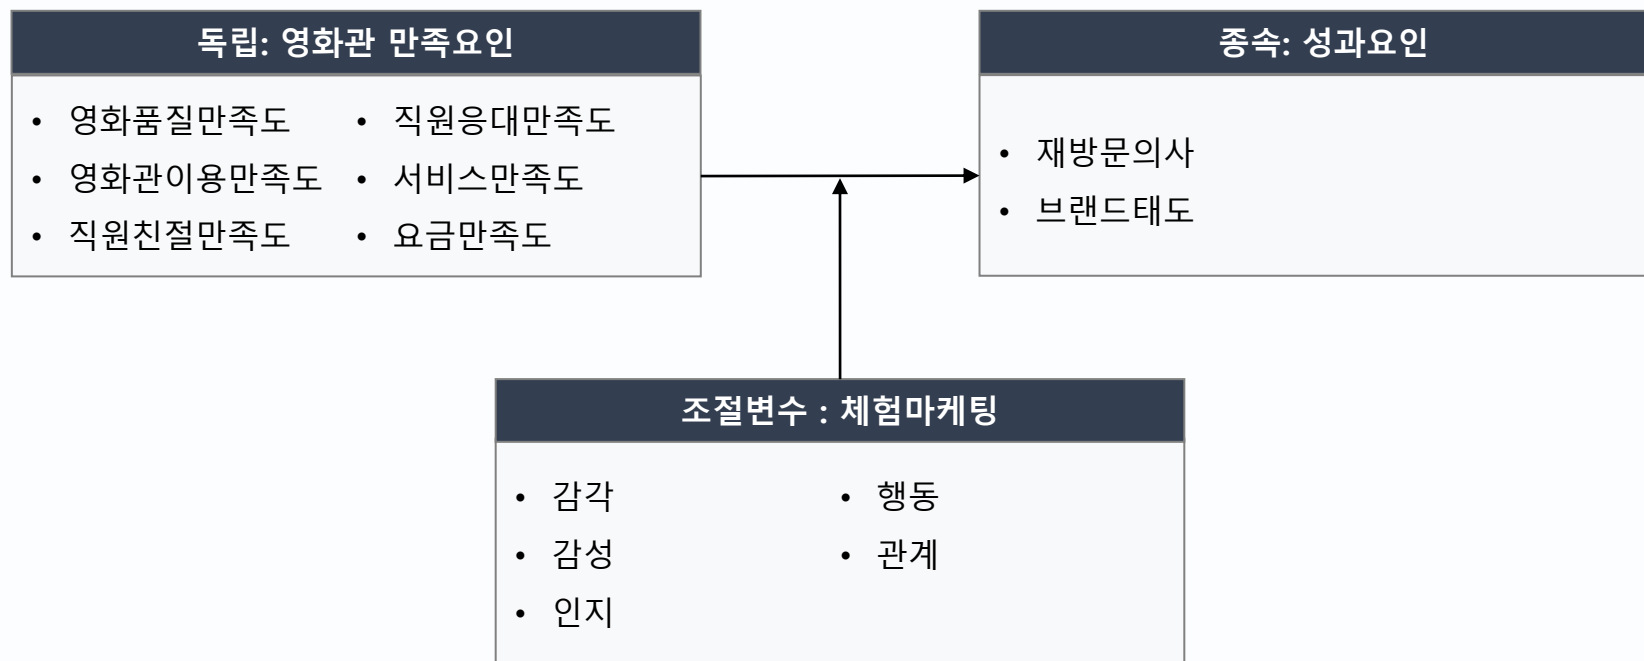 독립: 영화관 만족요인
• 영화품질만족도
• 영화관이용만족도
• 직원친절만족도
• 직원응대만족도
• 서비스만족도
• 요금만족도
종속: 성과요인
• 재방문의사
• 브랜드태도
조절변수 : 체험마케팅
• 감각
• 감성
• 인지
• 행동
• 관계